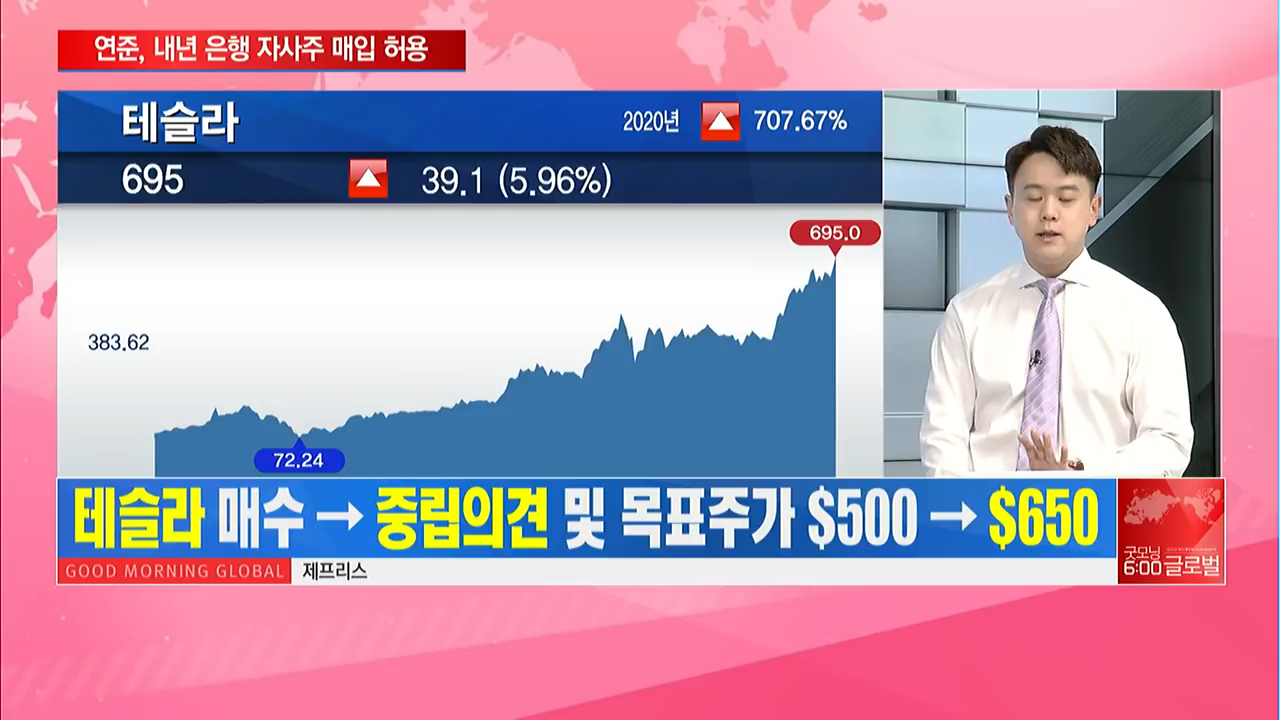 연준, 내년 은행 자사주 매입 허용
테슬라 2020년 707.67%
695 39.1 (5.96%)
695.0
383.62
72.24
테슬라 매수 → 중립의견 및 목표주가 $500 → $650
GOOD MORNING GLOBAL 제프리스
굿모닝
6:00 글로벌